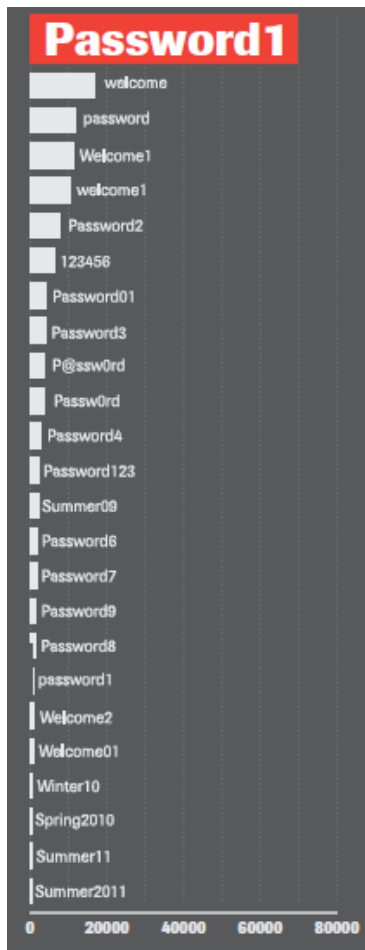 Password1
welcome
password
Welcome1
welcome1
Password2
123456
Password01
Password3
P@ssw0rd
Passw0rd
Password4
Password123
Summer09
Password6
Password7
Password9
Password8
password1
Welcome2
Welcome01
Winter10
Spring2010
Summer11
Summer2011
0 20000 40000 60000 80000